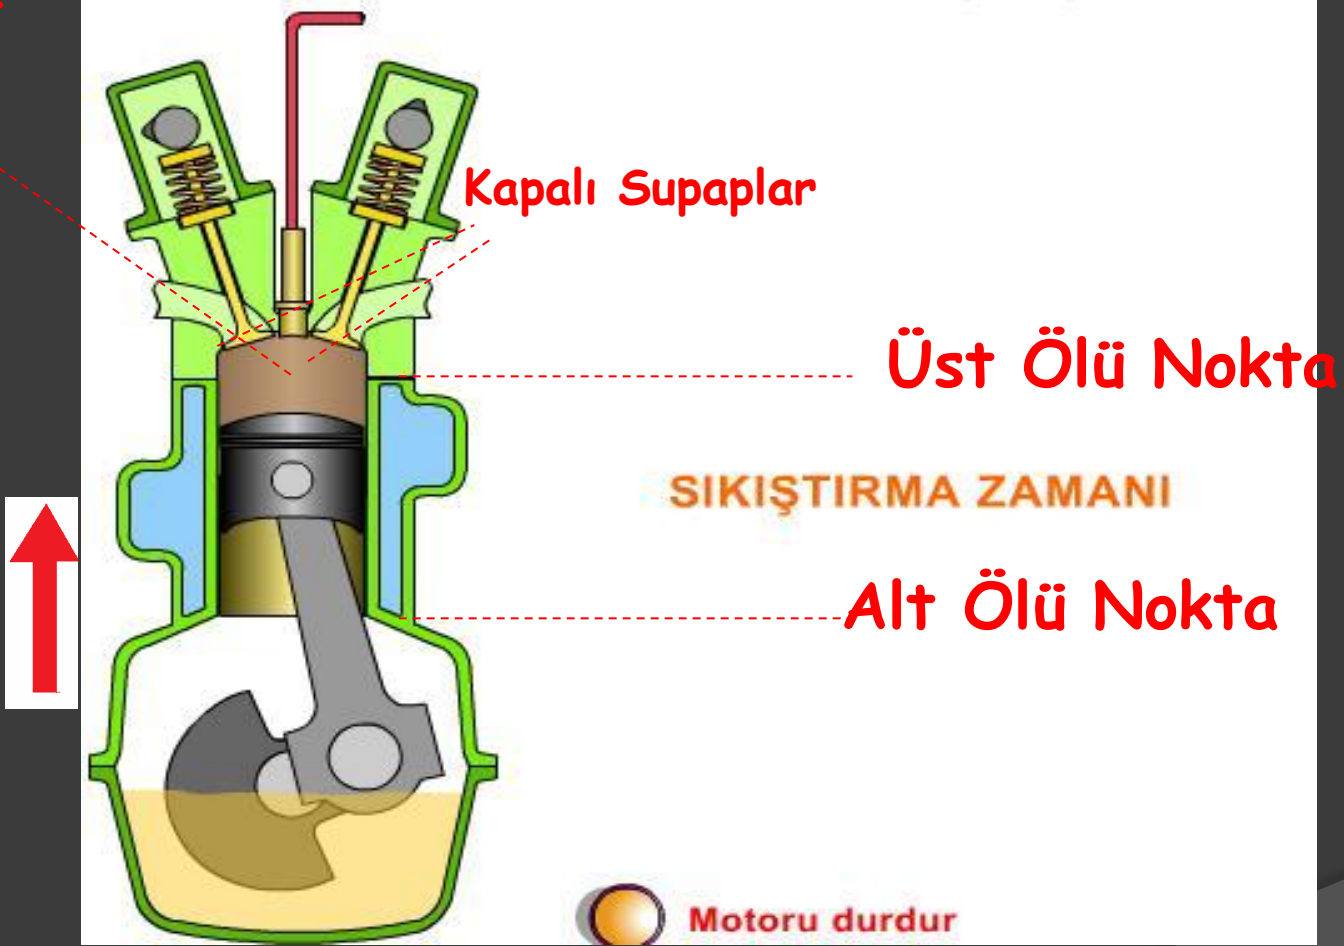 Kapalı Supaplar
Üst Ölü Nokta
SIKIŞTIRMA ZAMANI
Alt Ölü Nokta
Motoru durdur